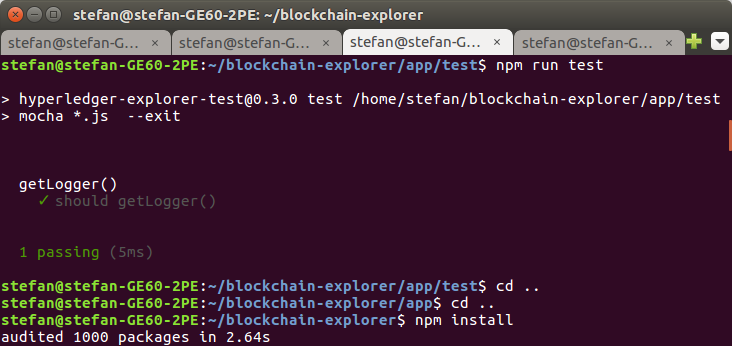 stefan@stefan-GE60-2PE: ~/blockchain-explorer
stefan@stefan-G... × stefan@stefan-G... × stefan@stefan-G... × stefan@stefan-G... ×
stefan@stefan-GE60-2PE:~/blockchain-explorer/app/test$ npm run test
> hyperledger-explorer-test@0.3.0 test /home/stefan/blockchain-explorer/app/test
> mocha *.js  --exit
getLogger()
✓ should getLogger()
1 passing (5ms)
stefan@stefan-GE60-2PE:~/blockchain-explorer/app/test$ cd ..
stefan@stefan-GE60-2PE:~/blockchain-explorer/app$ cd ..
stefan@stefan-GE60-2PE:~/blockchain-explorer$ npm install
audited 1000 packages in 2.64s